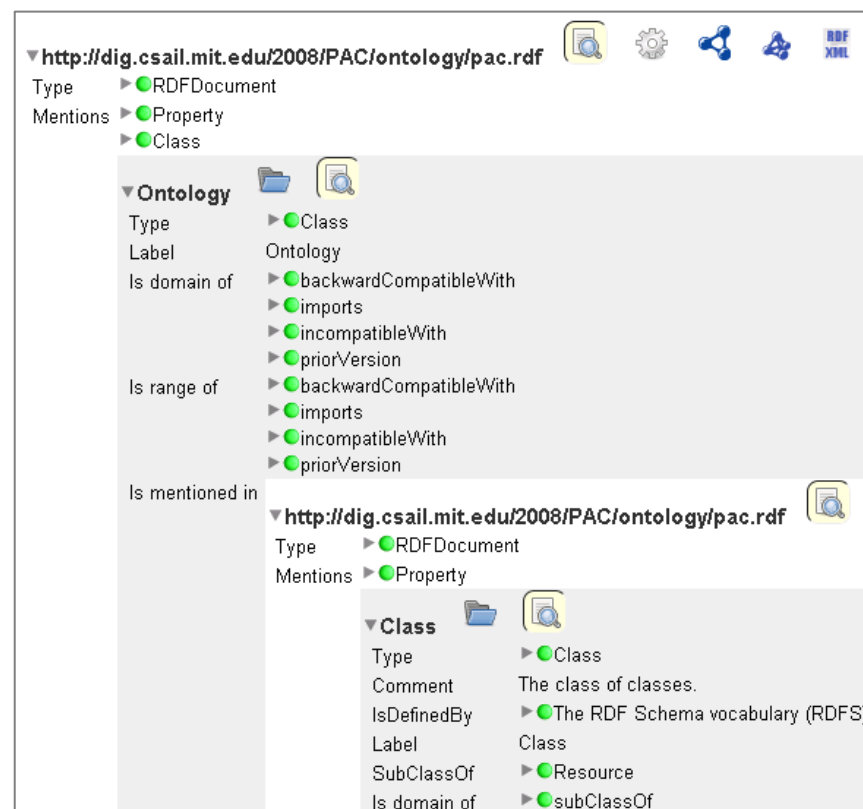 http://dig.csail.mit.edu/2008/PAC/ontology/pac.rdf RDF XML
Type RDFDocument
Mentions Property
Class
Ontology
Type Class
Label Ontology
Is domain of backwardCompatibleWith
imports
incompatibleWith
priorVersion
Is range of backwardCompatibleWith
imports
incompatibleWith
priorVersion
Is mentioned in
http://dig.csail.mit.edu/2008/PAC/ontology/pac.rdf
Type RDFDocument
Mentions Property
Class
Type Class
Comment The class of classes.
IsDefinedBy The RDF Schema vocabulary (RDFS)
Label Class
SubClassOf Resource
Is domain of subClassOf